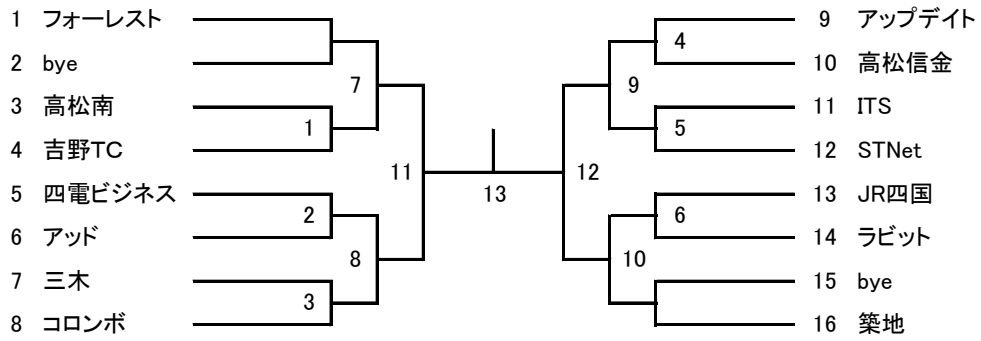 1 フォーレスト
2 bye
3 高松南
4 吉野TC
5 四電ビジネス
6 アッド
7 三木
8 コロンボ
7
1
2
8
3
11
13
12
4
9
5
6
10
9 アップデイト
10 高松信金
11 ITS
12 STNet
13 JR四国
14 ラビット
15 bye
16 築地